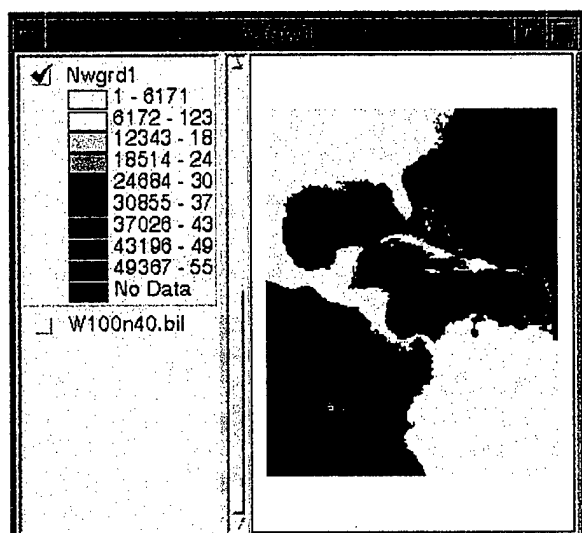 Nwgrd1
1 - 6171
6172 - 123
12343 - 18
18514 - 24
24684 - 30
30855 - 37
37026 - 43
43196 - 49
49367 - 55
No Data
W100n40.bil